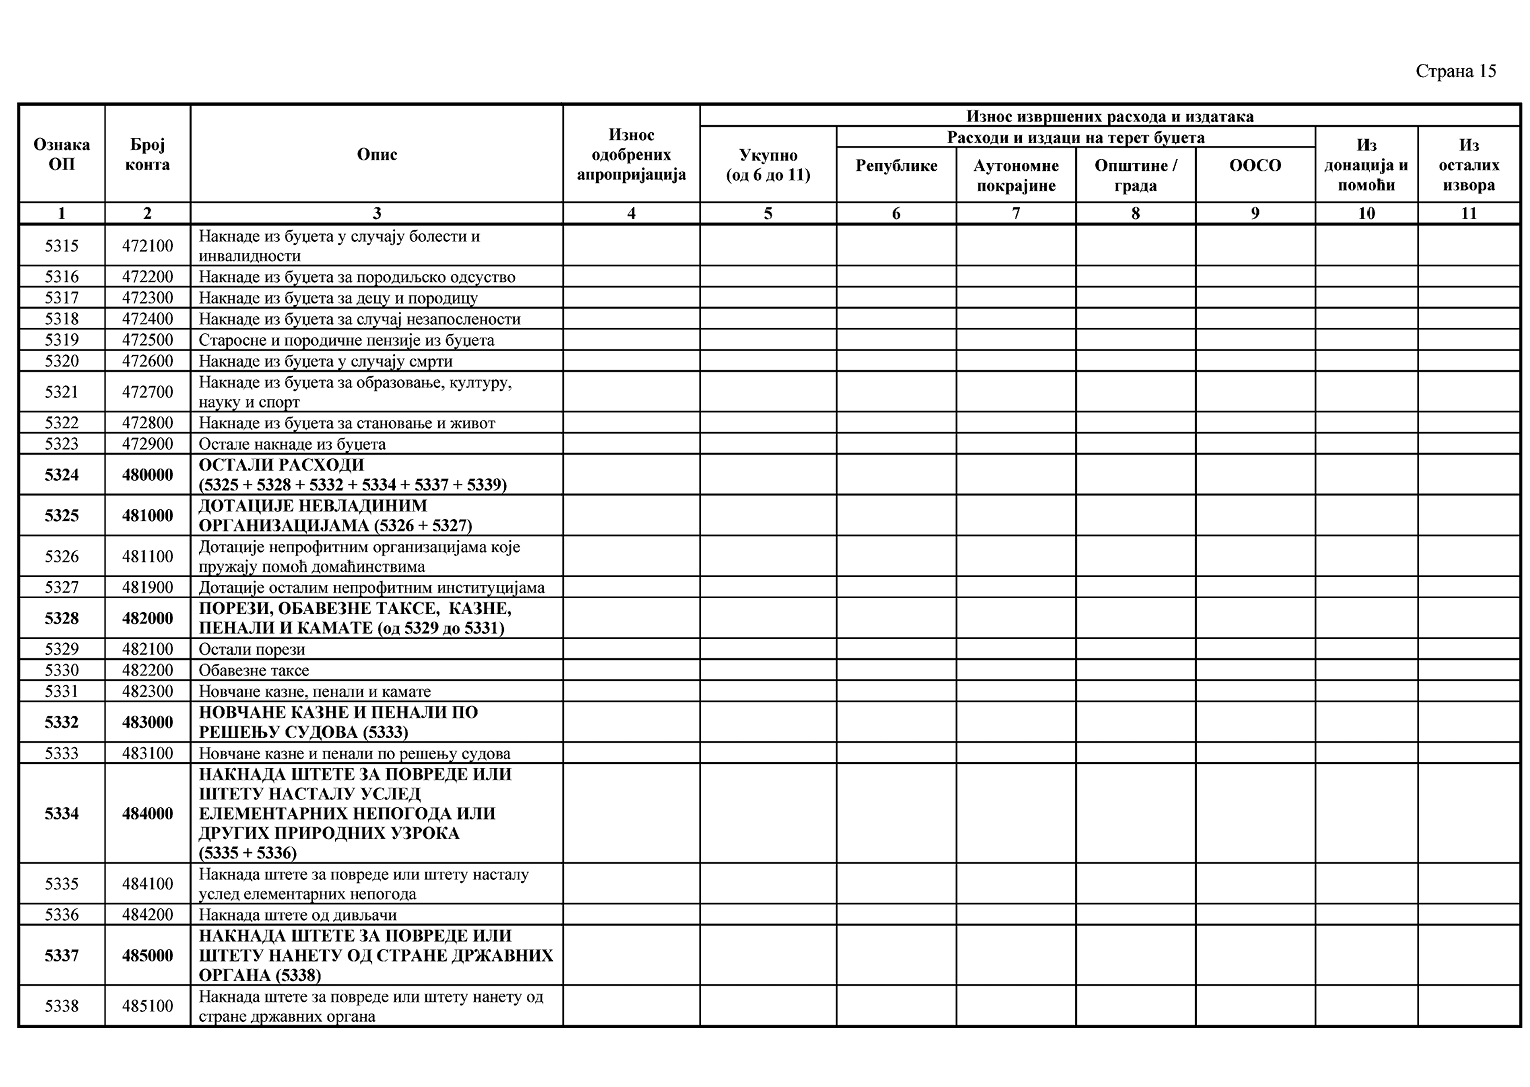 Страна 15
Износ извршених расхода и издатака
Расходи и издаци на терет буџета
Ознака
ОП
Број
конта
Опис
Износ
одобрених
апропријација
Укупно
(од 6 до 11)
Републике
Аутономне
покрајине
Општине /
града
ООСО
Из
донација и
помоћи
Из
осталих
извора
1 2 3 4 5 6 7 8 9 10 11
5315 472100 Накнаде из буџета у случају болести и
инвалидности
5316 472200 Накнаде из буџета за породиљско одсуство
5317 472300 Накнаде из буџета за децу и породицу
5318 472400 Накнаде из буџета за случај незапослености
5319 472500 Старосне и породичне пензије из буџета
5320 472600 Накнаде из буџета у случају смрти
5321 472700 Накнаде из буџета за образовање, културу,
науку и спорт
5322 472800 Накнаде из буџета за становање и живот
5323 472900 Остале накнаде из буџета
5324 480000 ОСТАЛИ РАСХОДИ
(5325 + 5328 + 5332 + 5334 + 5337 + 5339)
5325 481000 ДОТАЦИЈЕ НЕВЛАДИНИМ
ОРГАНИЗАЦИЈАМА (5326 + 5327)
5326 481100 Дотације непрофитним организацијама које
пружају помоћ домаћинствима
5327 481900 Дотације осталим непрофитним институцијама
5328 482000 ПОРЕЗИ, ОБАВЕЗНЕ ТАКСЕ, КАЗНЕ,
ПЕНАЛИ И КАМАТЕ (од 5329 до 5331)
5329 482100 Остали порези
5330 482200 Обавезне таксе
5331 482300 Новчане казне, пенали и камате
5332 483000 НОВЧАНЕ КАЗНЕ И ПЕНАЛИ ПО
РЕШЕЊУ СУДОВА (5333)
5333 483100 Новчане казне и пенали по решењу судова
5334 484000 НАКНАДА ШТЕТЕ ЗА ПОВРЕДЕ ИЛИ
ШТЕТУ НАСТАЛУ УСЛЕД
ЕЛЕМЕНТАРНИХ НЕПОГОДА ИЛИ
ДРУГИХ ПРИРОДНИХ УЗРОКА
(5335 + 5336)
5335 484100 Накнада штете за повреде или штету насталу
услед елементарних непогода
5336 484200 Накнада штете од дивљачи
5337 485000 НАКНАДА ШТЕТЕ ЗА ПОВРЕДЕ ИЛИ
ШТЕТУ НАНЕТУ ОД СТРАНЕ ДРЖАВНИХ
ОРГАНА (5338)
5338 485100 Накнада штете за повреде или штету нанету од
стране државних органа